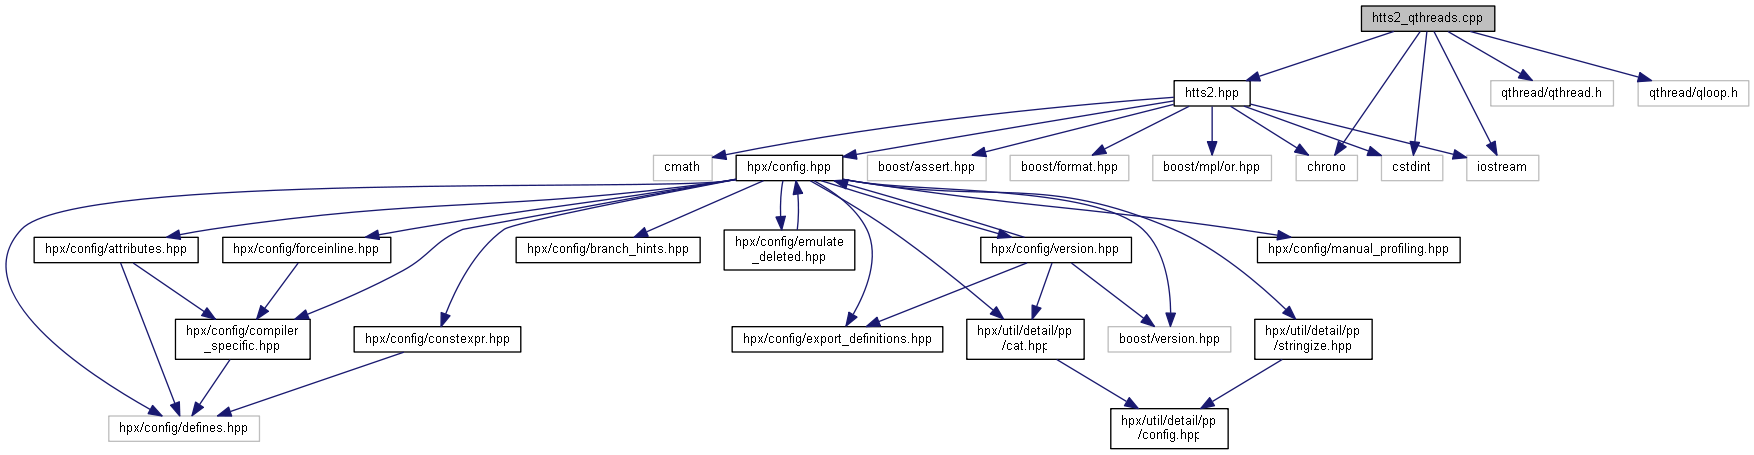 htts2_qthreads.cpp
htts2.hpp
qthread/qthread.h
qthread/qloop.h
cmath
hpx/config.hpp
boost/assert.hpp
boost/format.hpp
boost/mpl/or.hpp
chrono
cstdint
iostream
hpx/config/attributes.hpp
hpx/config/forceinline.hpp
hpx/config/branch_hints.hpp
hpx/config/emulate
_deleted.hpp
hpx/config/version.hpp
hpx/config/manual_profiling.hpp
hpx/config/compiler
_specific.hpp
hpx/config/constexpr.hpp
hpx/config/export_definitions.hpp
hpx/util/detail/pp
/cat.hpp
boost/version.hpp
hpx/util/detail/pp
/stringize.hpp
hpx/config/defines.hpp
hpx/util/detail/pp
/config.hpp